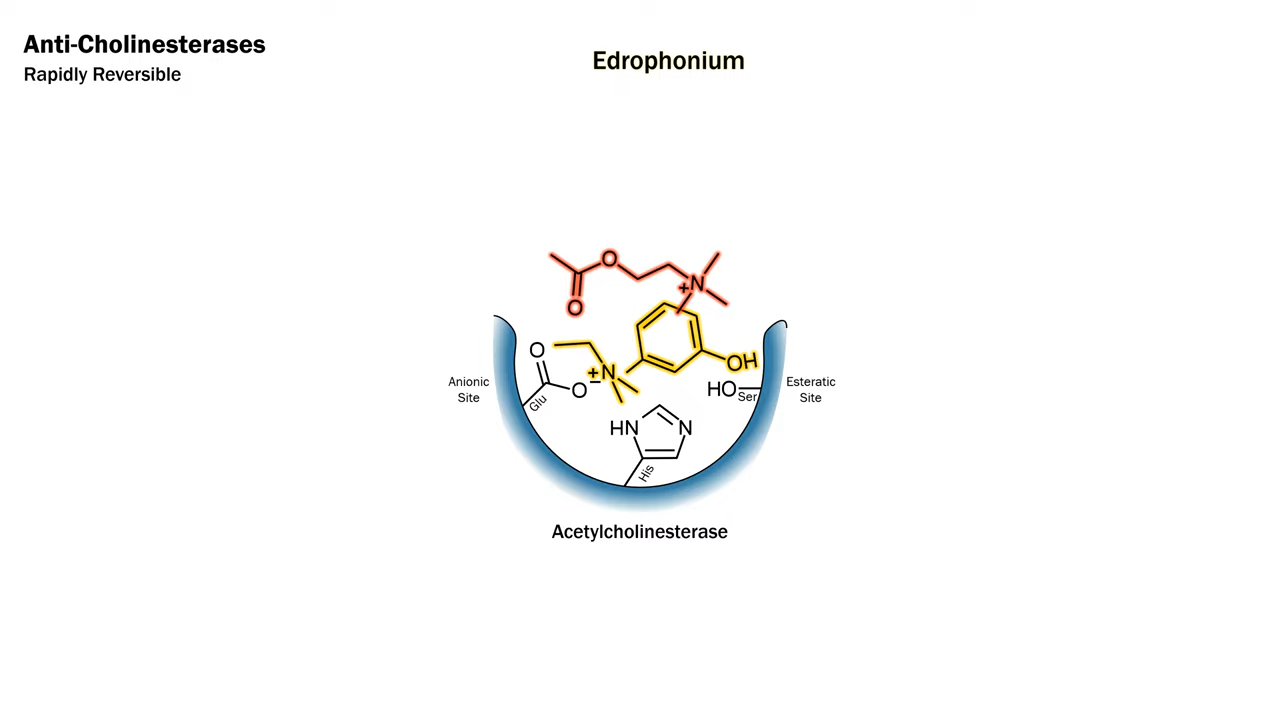 Anti-Cholinesterases
Rapidly Reversible
Edrophonium
O
O
+N
O
+N
OH
O−
Glu
HO
Ser
Anionic
Site
Esteratic
Site
HN
N
His
Acetylcholinesterase